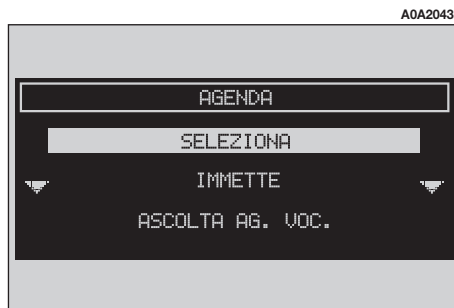 A0A2043
AGENDA
SELEZIONA
IMMETTE
ASCOLTA AG. VOC.